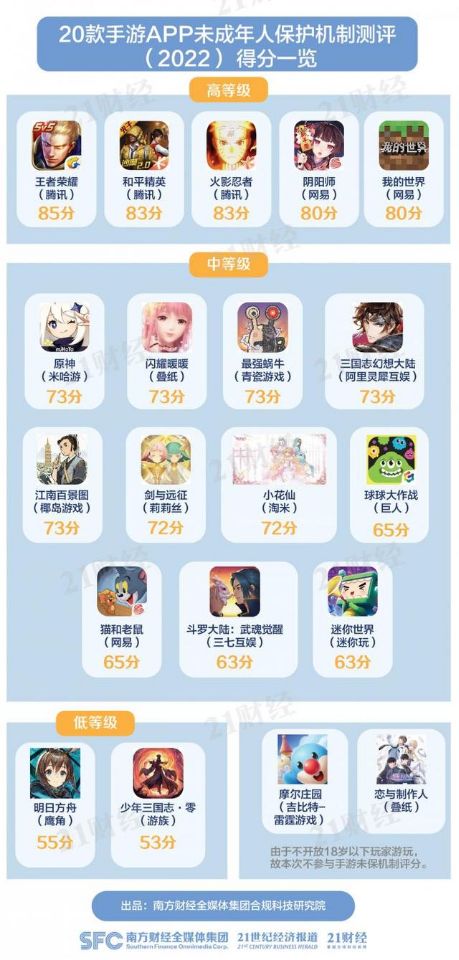 20款手游APP未成年人保护机制测评
（2022）得分一览
高等级
5v5
王者荣耀
（腾讯）
85分
和平精英
（腾讯）
83分
火影忍者
（腾讯）
83分
阴阳师
（网易）
80分
我的世界
我的世界
（网易）
80分
中等级
原神
（米哈游）
73分
闪耀暖暖
（叠纸）
73分
最强蜗牛
（青瓷游戏）
73分
三国志幻想大陆
（阿里灵犀互娱）
73分
江南百景图
（椰岛游戏）
73分
剑与远征
（莉莉丝）
72分
小花仙
（淘米）
72分
球球大作战
（巨人）
65分
猫和老鼠
（网易）
65分
斗罗大陆：武魂觉醒
（三七互娱）
63分
迷你世界
（迷你玩）
63分
低等级
明日方舟
（鹰角）
55分
少年三国志·零
（游族）
53分
摩尔庄园
（吉比特-
雷霆游戏）
恋与制作人
（叠纸）
由于不开放18岁以下玩家游玩，
故本次不参与手游未保机制评分。
出品：南方财经全媒体集团合规科技研究院
SFC 南方财经全媒体集团
Southern Finance Omnimedia Corp.
21世纪经济报道
21st CENTURY BUSINESS HERALD
21财经